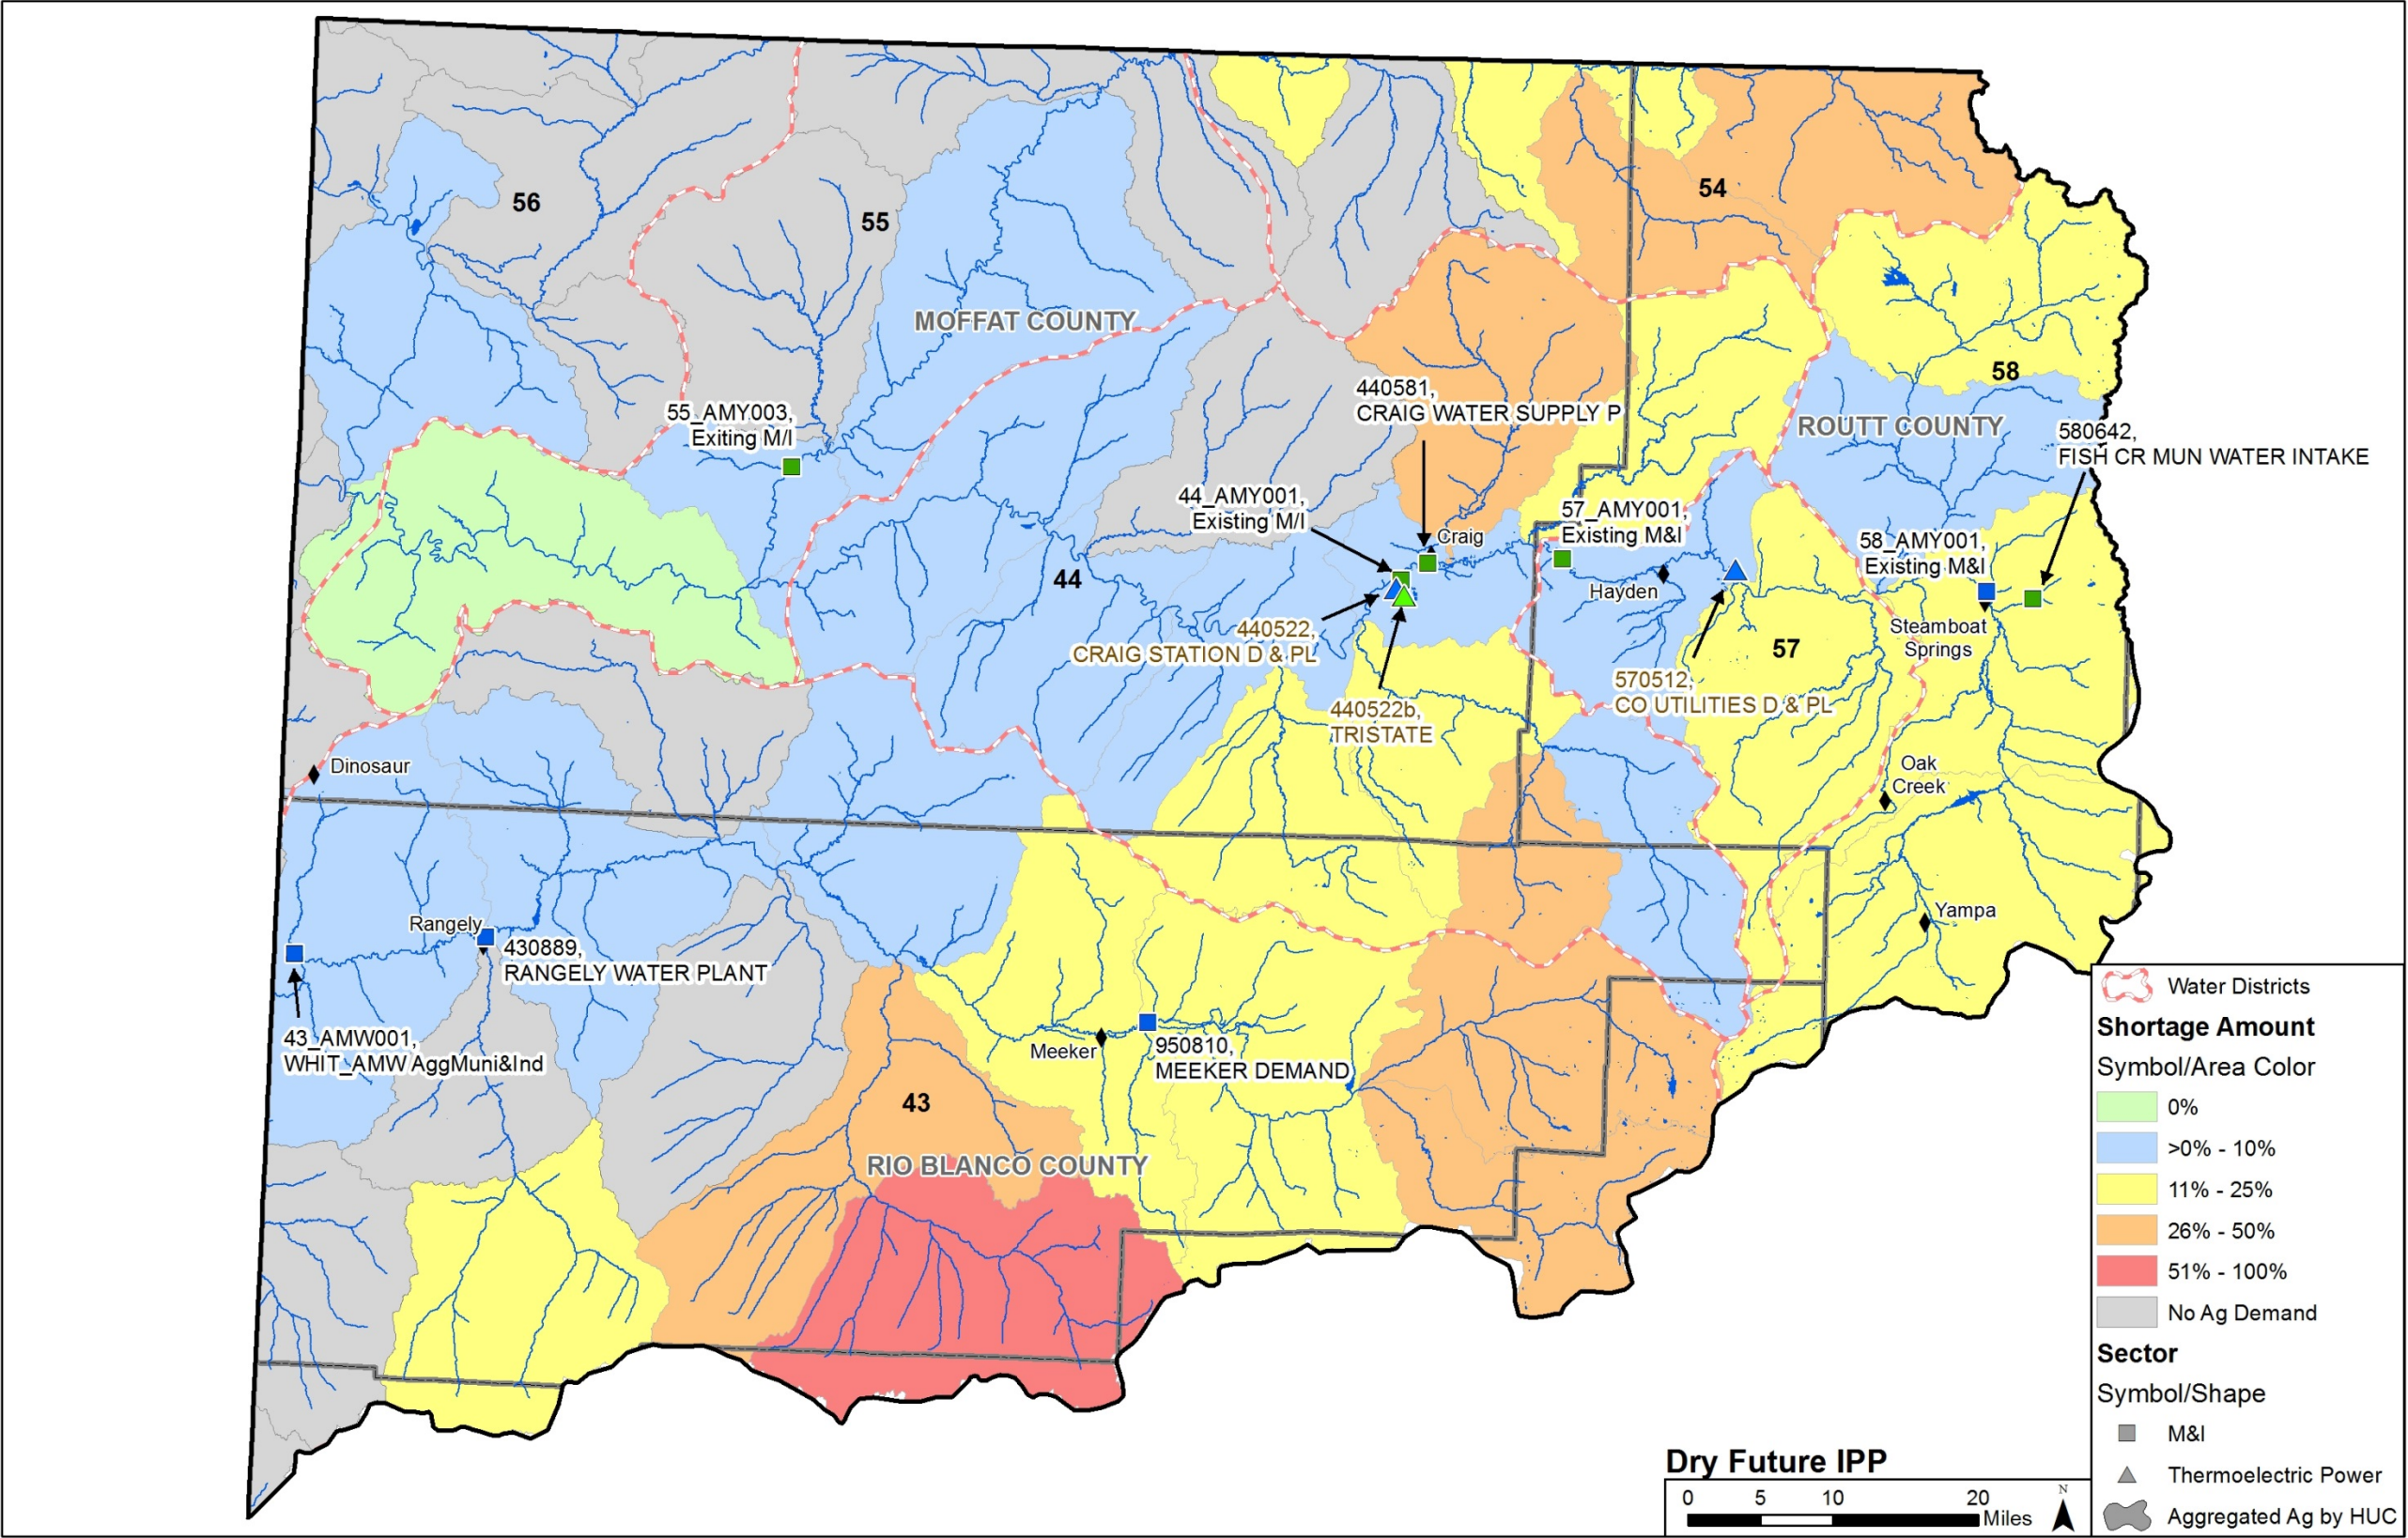 56
55
54
MOFFAT COUNTY
58
440581,
CRAIG WATER SUPPLY P
55_AMY003,
Exiting M/I
ROUTT COUNTY
580642,
FISH CR MUN WATER INTAKE
44_AMY001,
Existing M/I
57_AMY001,
Existing M&I
Craig
58_AMY001,
Existing M&I
44
Hayden
440522,
CRAIG STATION D & PL
Steamboat
Springs
57
570512,
CO UTILITIES D & PL
440522b,
TRISTATE
Dinosaur
Oak
Creek
Rangely
430889,
RANGELY WATER PLANT
Yampa
43_AMW001,
WHIT_AMW AggMuni&Ind
Meeker
950810,
MEEKER DEMAND
43
RIO BLANCO COUNTY
Water Districts
Shortage Amount
Symbol/Area Color
0%
>0% - 10%
11% - 25%
26% - 50%
51% - 100%
No Ag Demand
Sector
Symbol/Shape
M&I
Thermoelectric Power
Aggregated Ag by HUC
Dry Future IPP
0 5 10 20
Miles
N